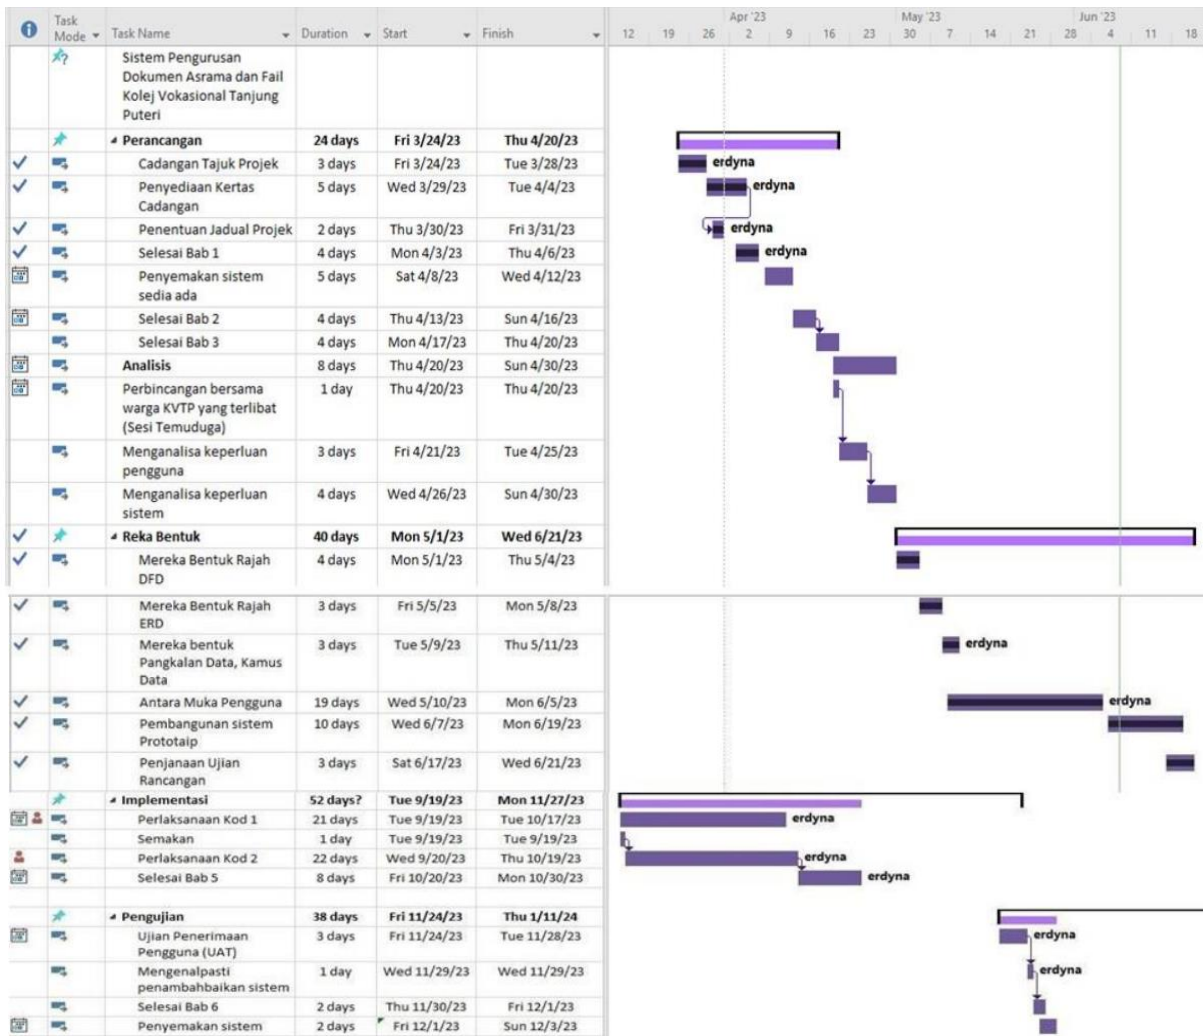 Task Mode Task Name Duration Start Finish
Apr '23 May '23 Jun '23
12 19 26 2 9 16 23 30 7 14 21 28 4 11 18
Sistem Pengurusan
Dokumen Asrama dan Fail
Kolej Vokasional Tanjung
Puteri
Perancangan 24 days Fri 3/24/23 Thu 4/20/23
Cadangan Tajuk Projek 3 days Fri 3/24/23 Tue 3/28/23 erdyna
Penyediaan Kertas 5 days Wed 3/29/23 Tue 4/4/23 erdyna
Cadangan
Penentuan Jadual Projek 2 days Thu 3/30/23 Fri 3/31/23 erdyna
Selesai Bab 1 4 days Mon 4/3/23 Thu 4/6/23 erdyna
Penyemakan sistem 5 days Sat 4/8/23 Wed 4/12/23
sedia ada
Selesai Bab 2 4 days Thu 4/13/23 Sun 4/16/23
Selesai Bab 3 4 days Mon 4/17/23 Thu 4/20/23
Analisis 8 days Thu 4/20/23 Sun 4/30/23
Perbincangan bersama 1 day Thu 4/20/23 Thu 4/20/23
warga KVTP yang terlibat
(Sesi Temuduga)
Menganalisa keperluan 3 days Fri 4/21/23 Tue 4/25/23
pengguna
Menganalisa keperluan 4 days Wed 4/26/23 Sun 4/30/23
sistem
Reka Bentuk 40 days Mon 5/1/23 Wed 6/21/23
Mereka Bentuk Rajah 4 days Mon 5/1/23 Thu 5/4/23
DFD
Mereka Bentuk Rajah 3 days Fri 5/5/23 Mon 5/8/23
ERD
Mereka bentuk 3 days Tue 5/9/23 Thu 5/11/23 erdyna
Pangkalan Data, Kamus
Data
Antara Muka Pengguna 19 days Wed 5/10/23 Mon 6/5/23 erdyna
Pembangunan sistem 10 days Wed 6/7/23 Mon 6/19/23
Prototaip
Penjanaan Ujian 3 days Sat 6/17/23 Wed 6/21/23
Rancangan
Implementasi 52 days? Tue 9/19/23 Mon 11/27/23
Perlaksanaan Kod 1 21 days Tue 9/19/23 Tue 10/17/23 erdyna
Semakan 1 day Tue 9/19/23 Tue 9/19/23
Perlaksanaan Kod 2 22 days Wed 9/20/23 Thu 10/19/23 erdyna
Selesai Bab 5 8 days Fri 10/20/23 Mon 10/30/23 erdyna
Pengujian 38 days Fri 11/24/23 Thu 1/11/24
Ujian Penerimaan 3 days Fri 11/24/23 Tue 11/28/23 erdyna
Pengguna (UAT)
Mengenalpasti 1 day Wed 11/29/23 Wed 11/29/23 erdyna
penambahbaikan sistem
Selesai Bab 6 2 days Thu 11/30/23 Fri 12/1/23
Penyemakan sistem 2 days Fri 12/1/23 Sun 12/3/23